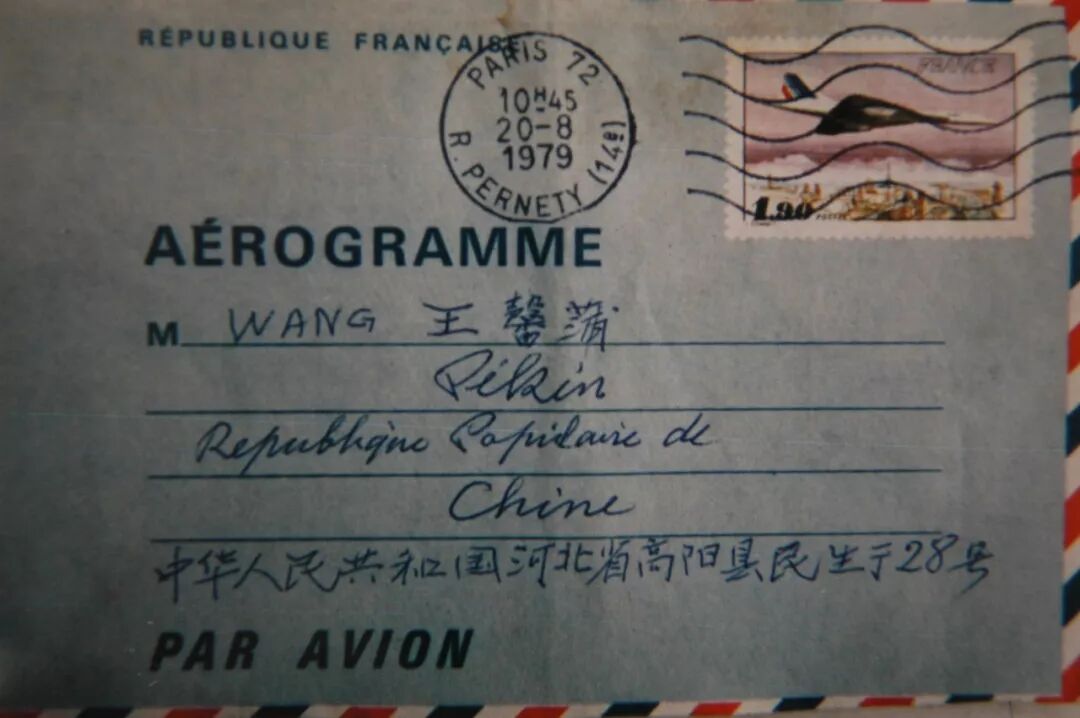 RÉPUBLIQUE FRANÇAISE
PARIS 72
10H45
20-8
1979
R. PERNETY (14e)
FRANCE
1.90 POSTES
AÉROGRAMME
M WANG 王馨蒲
Pékin
Republique Populaire de
Chine
中华人民共和国河北省高阳县民生于28号
PAR AVION